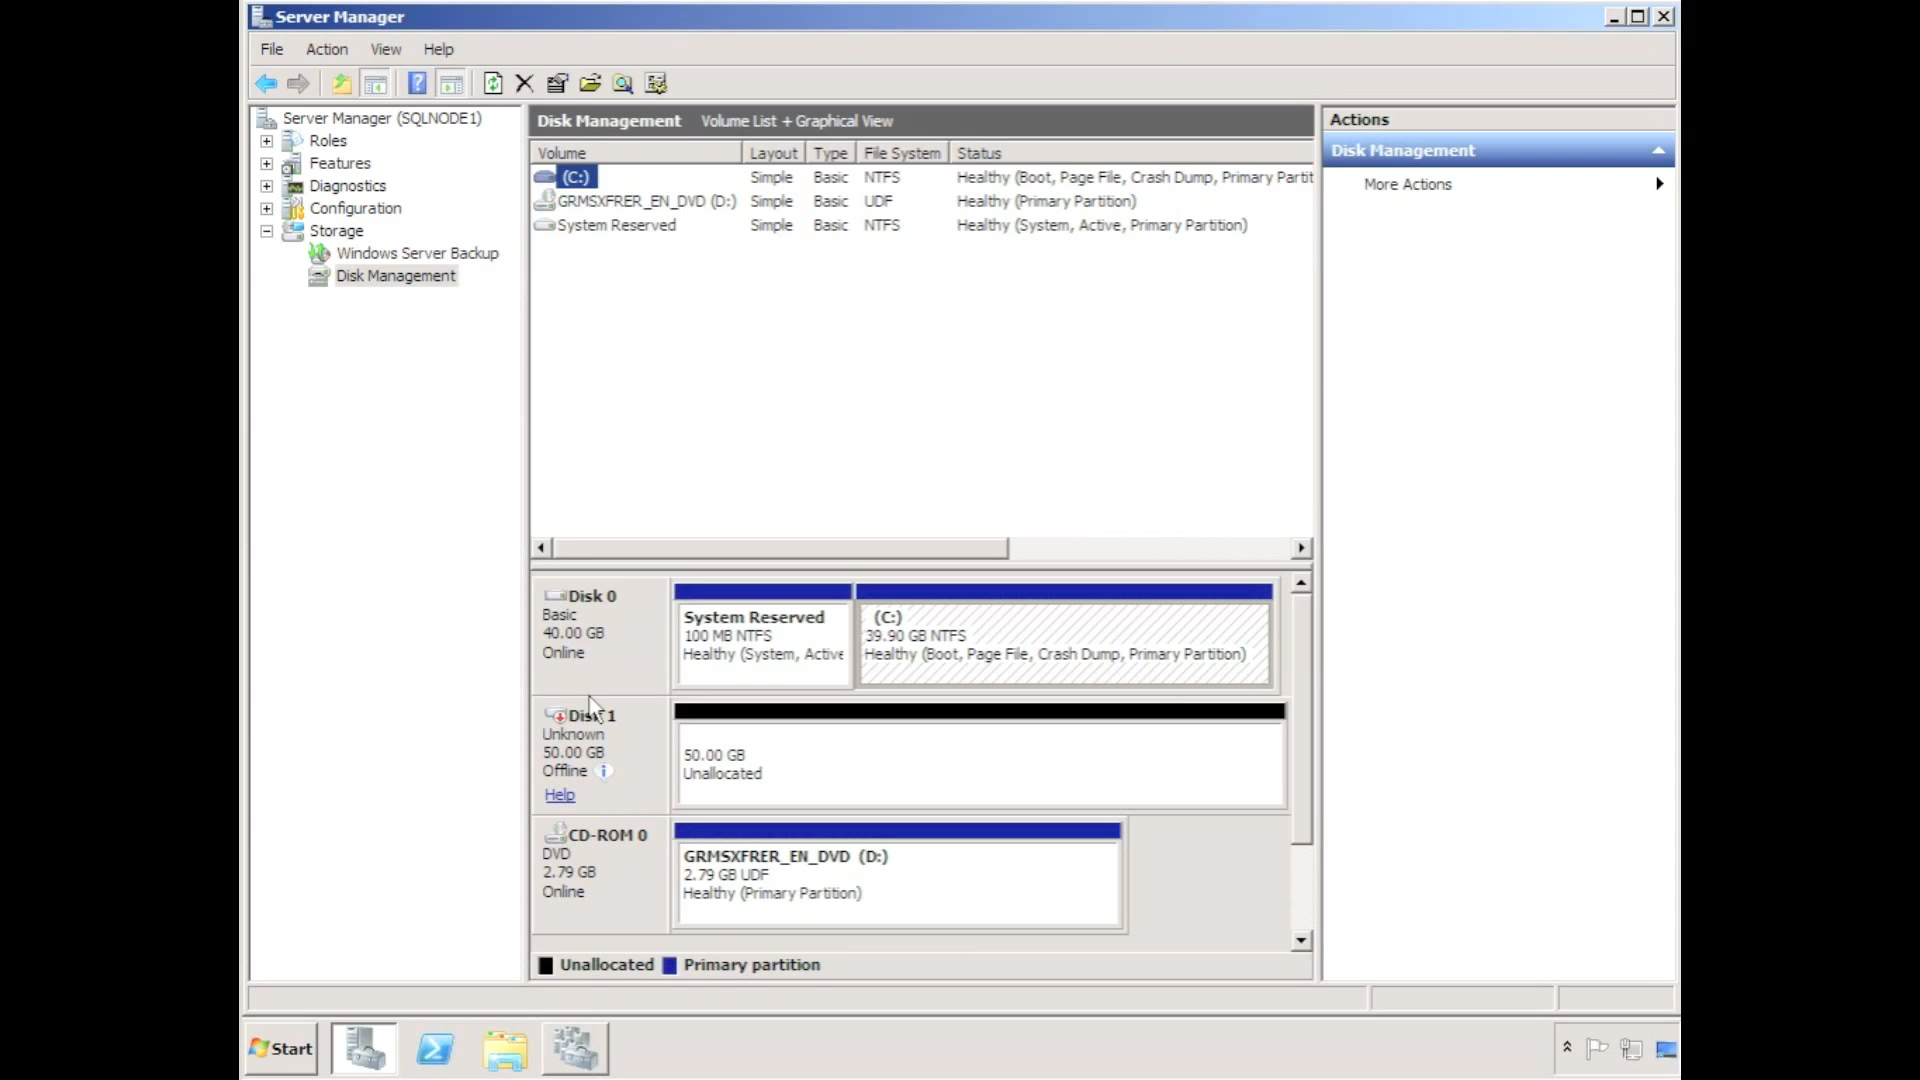 Server Manager
File Action View Help
Server Manager (SQLNODE1)
Roles
Features
Diagnostics
Configuration
Storage
Windows Server Backup
Disk Management
Disk Management Volume List + Graphical View
Volume Layout Type File System Status
(C:) Simple Basic NTFS Healthy (Boot, Page File, Crash Dump, Primary Partit
GRMSXFRER_EN_DVD (D:) Simple Basic UDF Healthy (Primary Partition)
System Reserved Simple Basic NTFS Healthy (System, Active, Primary Partition)
Disk 0
Basic
40.00 GB
Online
System Reserved
100 MB NTFS
Healthy (System, Active
(C:)
39.90 GB NTFS
Healthy (Boot, Page File, Crash Dump, Primary Partition)
Disk 1
Unknown
50.00 GB
Offline
Help
50.00 GB
Unallocated
CD-ROM 0
DVD
2.79 GB
Online
GRMSXFRER_EN_DVD (D:)
2.79 GB UDF
Healthy (Primary Partition)
Unallocated Primary partition
Actions
Disk Management
More Actions
Start